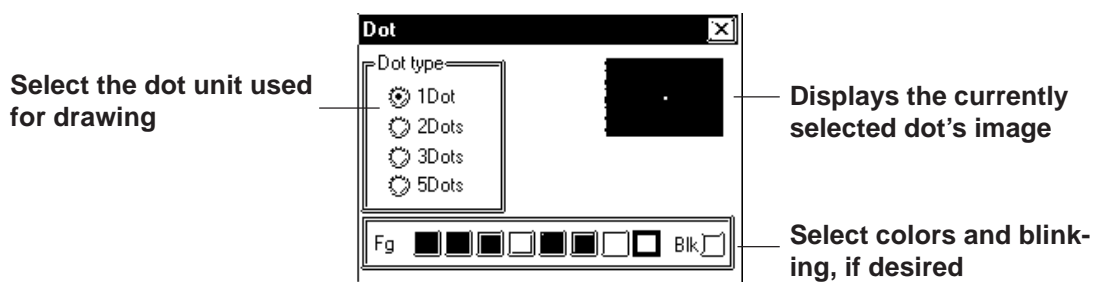 Dot
Select the dot unit used
for drawing
Dot type
1Dot
2Dots
3Dots
5Dots
Displays the currently
selected dot's image
Fg
Blk
Select colors and blink-
ing, if desired